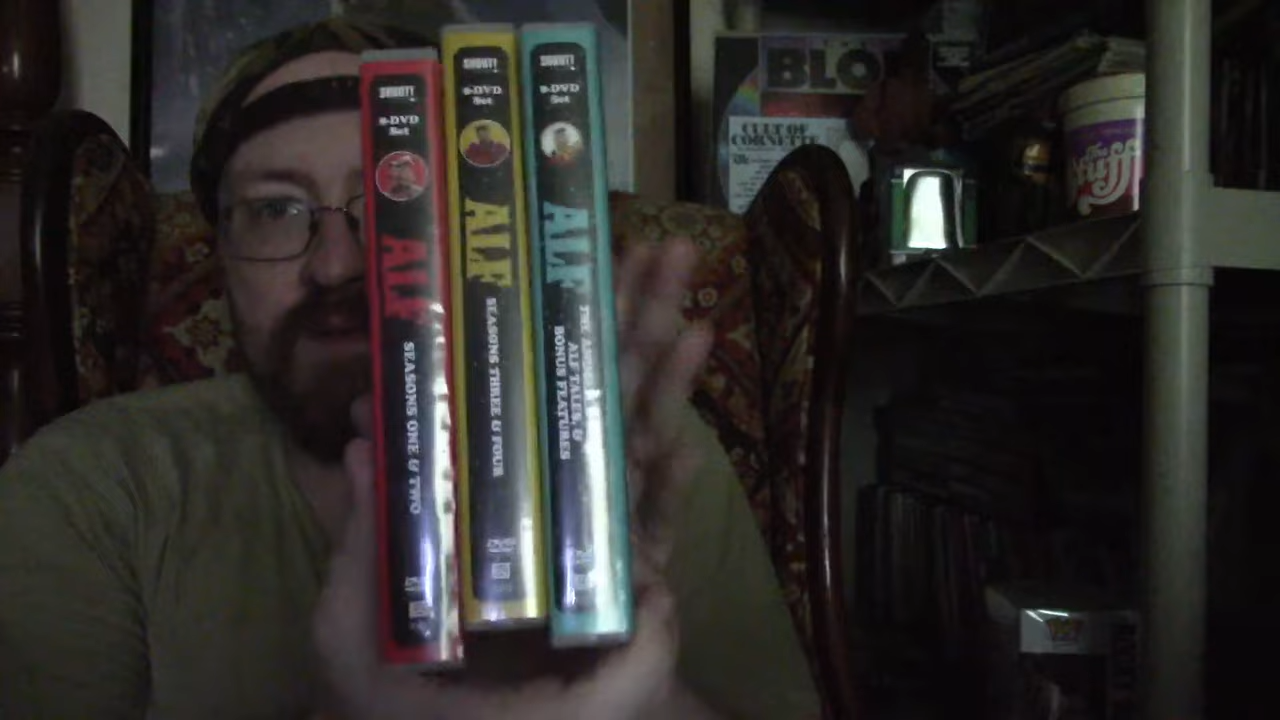 SHOUT!
8-DVD
Set
ALF
SEASONS ONE & TWO
SHOUT!
8-DVD
Set
ALF
SEASONS THREE & FOUR
SHOUT!
9-DVD
Set
ALF
ALF TALES, &
BONUS FEATURES
CULT OF
CORNETTE
The
Stuff